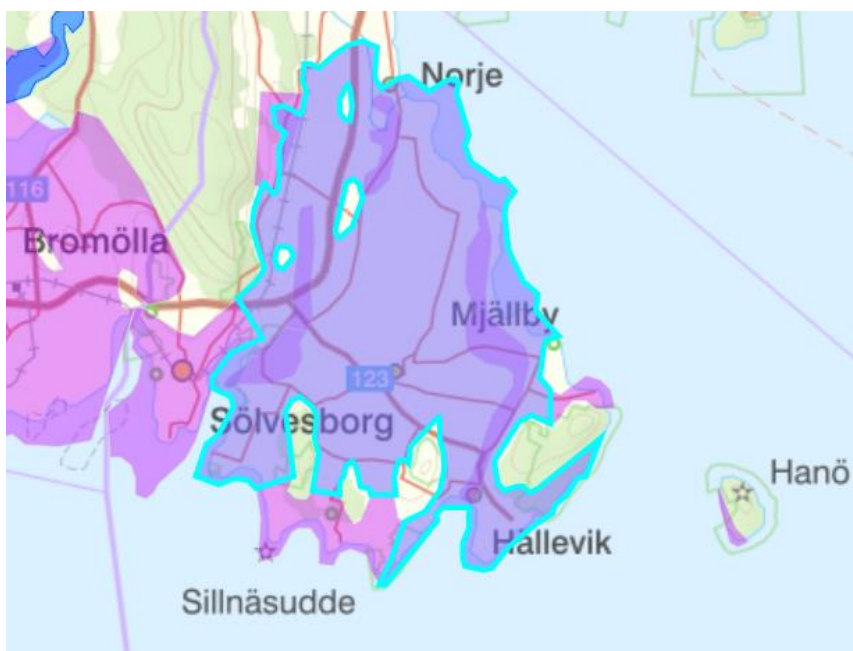 Norje
116
Bromölla
Mjällby
123
Sölvesborg
Hanö
Hällevik
Sillnäsudde